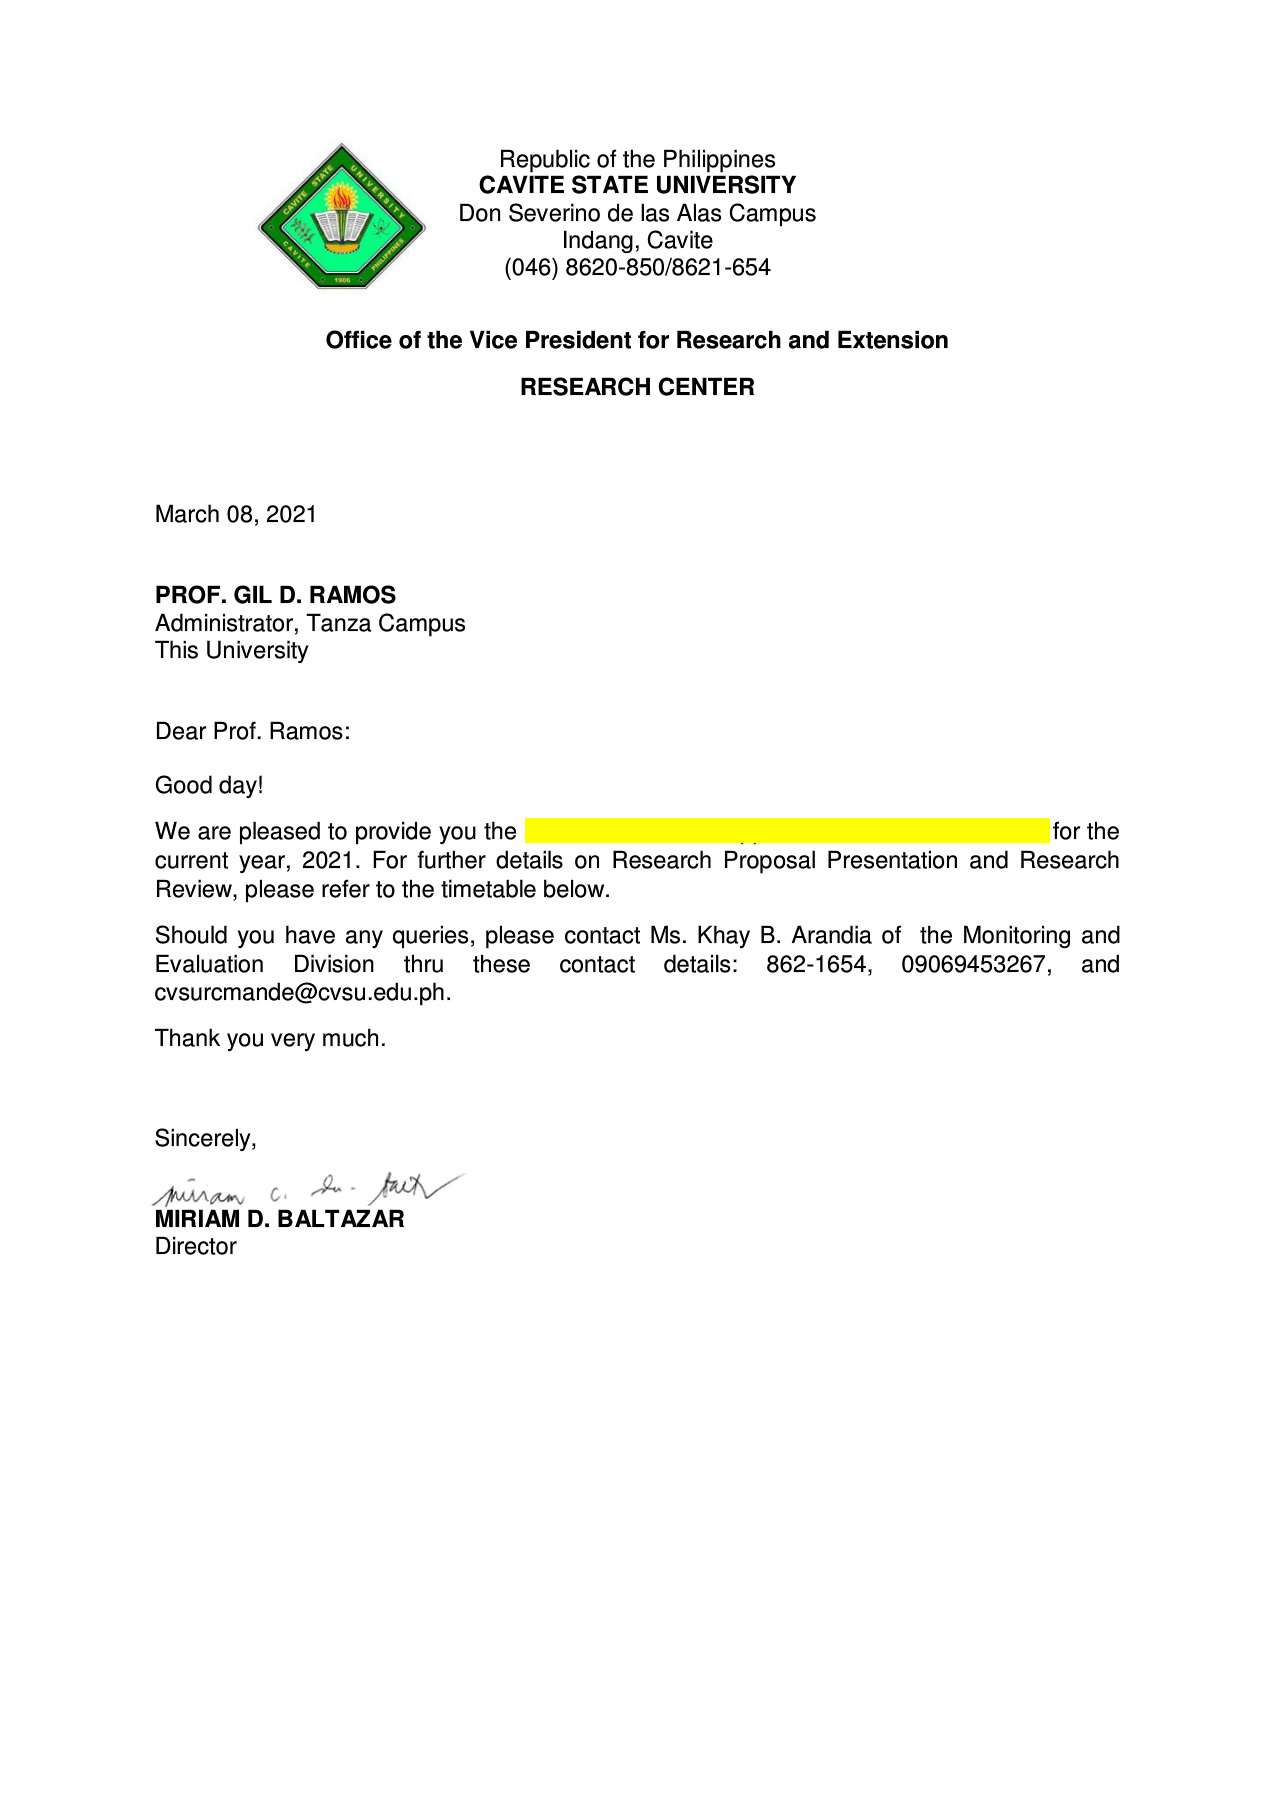 Republic of the Philippines
CAVITE STATE UNIVERSITY
Don Severino de las Alas Campus
Indang, Cavite
(046) 8620-850/8621-654
CAVITE STATE UNIVERSITY
CAVITE PHILIPPINES
1906
Office of the Vice President for Research and Extension
RESEARCH CENTER
March 08, 2021
PROF. GIL D. RAMOS
Administrator, Tanza Campus
This University
Dear Prof. Ramos:
Good day!
We are pleased to provide you the for the
current year, 2021. For further details on Research Proposal Presentation and Research
Review, please refer to the timetable below.
Should you have any queries, please contact Ms. Khay B. Arandia of the Monitoring and
Evaluation Division thru these contact details: 862-1654, 09069453267, and
cvsurcmande@cvsu.edu.ph.
Thank you very much.
Sincerely,
MIRIAM D. BALTAZAR
Director